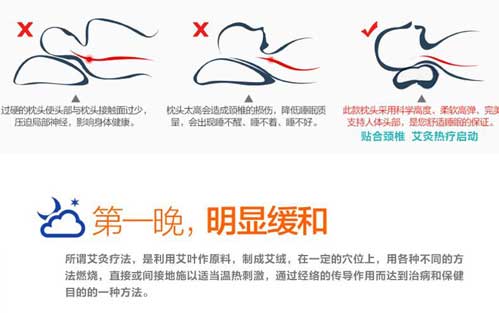 过硬的枕头使头部与枕头接触面过少，
压迫局部神经，影响身体健康。
枕头太高会造成颈椎的损伤，降低睡眠质
量，会出现睡不醒、睡不着、睡不好。
此款枕头采用科学高度、柔软高弹，完美
支持人体头部，是您舒适睡眠的保证。
贴合颈椎 艾灸热疗启动
第一晚，明显缓和
所谓艾灸疗法，是利用艾叶作原料，制成艾绒，在一定的穴位上，用各种不同的方
法燃烧，直接或间接地施以适当温热刺激，通过经络的传导作用而达到治病和保健
目的的一种方法。